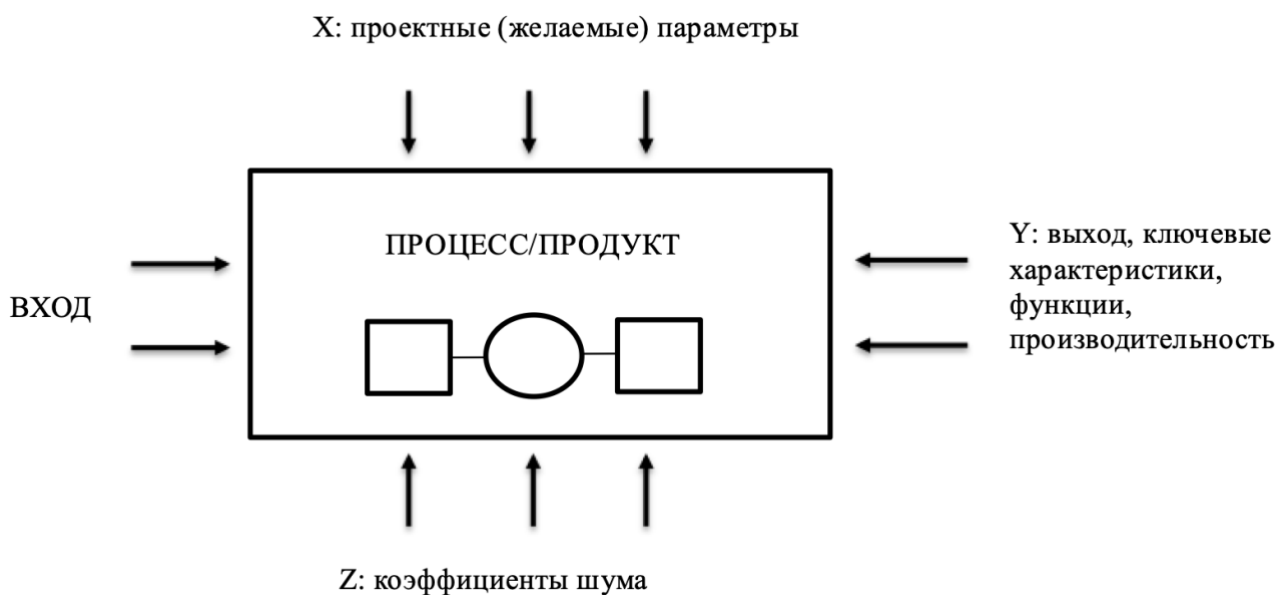 X: проектные (желаемые) параметры
ПРОЦЕСС/ПРОДУКТ
ВХОД
Y: выход, ключевые
характеристики,
функции,
производительность
Z: коэффициенты шума